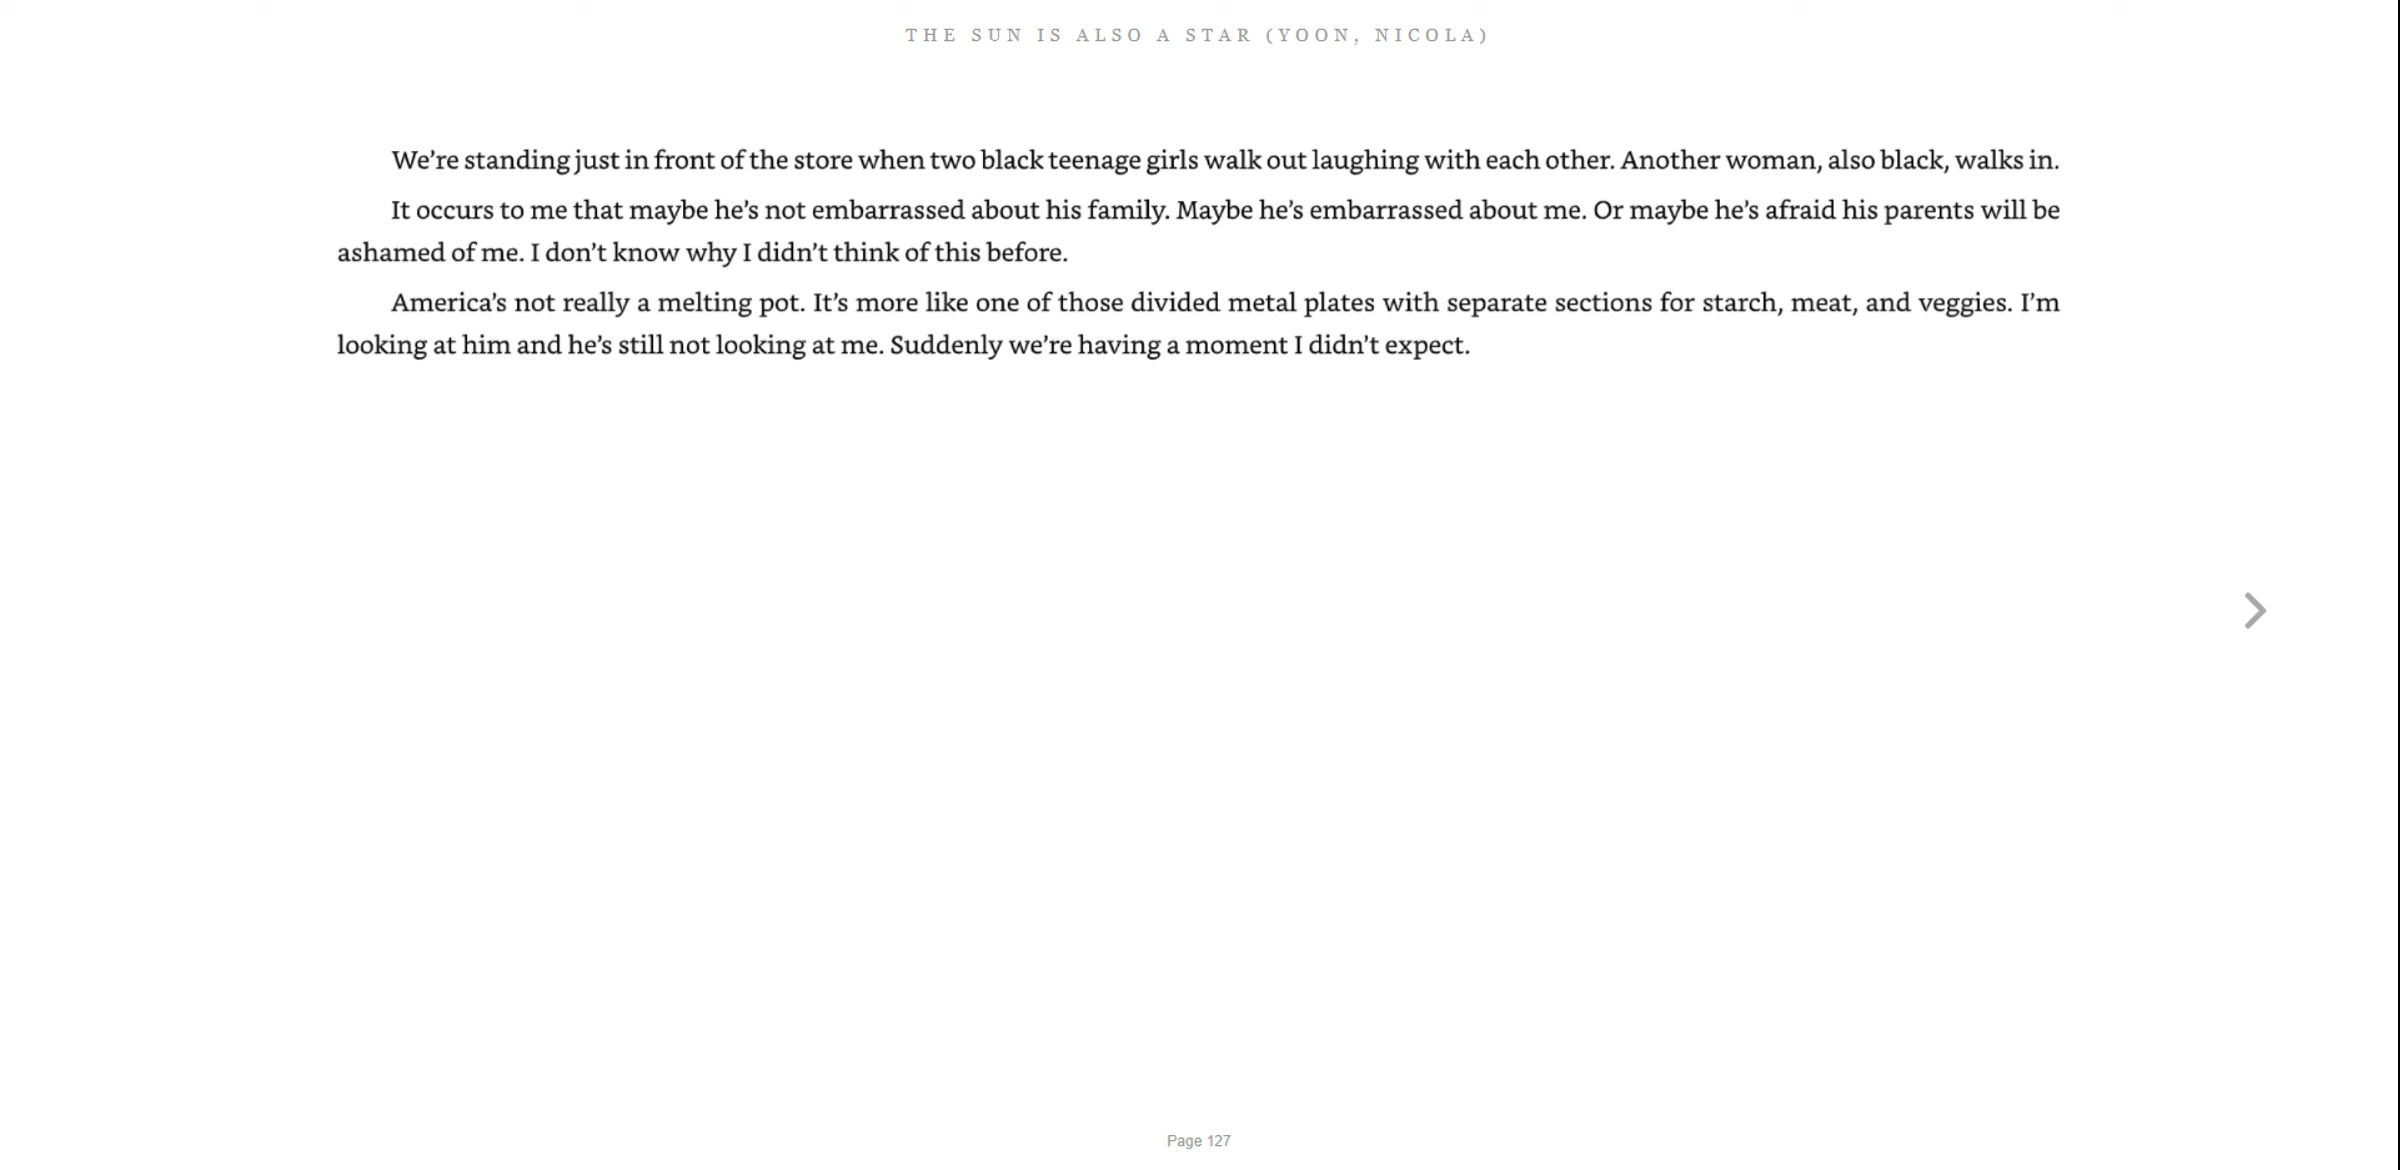 THE SUN IS ALSO A STAR (YOON, NICOLA)
We’re standing just in front of the store when two black teenage girls walk out laughing with each other. Another woman, also black, walks in.
It occurs to me that maybe he’s not embarrassed about his family. Maybe he’s embarrassed about me. Or maybe he’s afraid his parents will be
ashamed of me. I don’t know why I didn’t think of this before.
America’s not really a melting pot. It’s more like one of those divided metal plates with separate sections for starch, meat, and veggies. I’m
looking at him and he’s still not looking at me. Suddenly we’re having a moment I didn’t expect.
Page 127